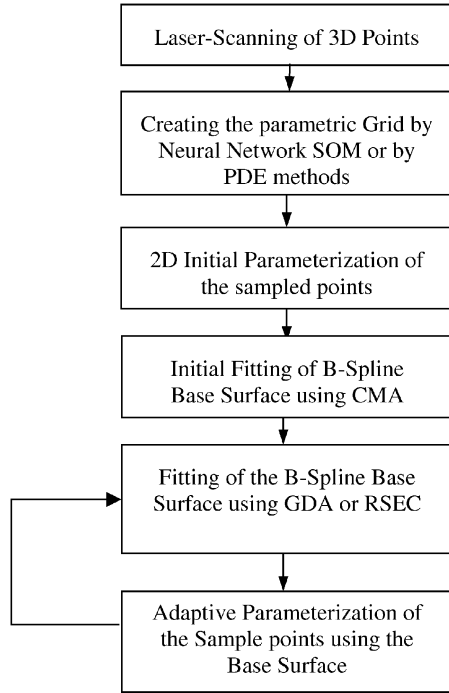 Laser-Scanning of 3D Points
Creating the parametric Grid by
Neural Network SOM or by
PDE methods
2D Initial Parameterization of
the sampled points
Initial Fitting of B-Spline
Base Surface using CMA
Fitting of the B-Spline Base
Surface using GDA or RSEC
Adaptive Parameterization of
the Sample points using the
Base Surface